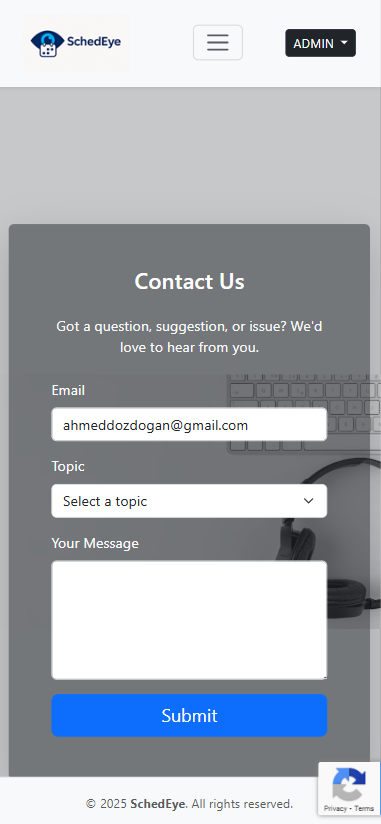 SchedEye
ADMIN
Contact Us
Got a question, suggestion, or issue? We'd
love to hear from you.
Email
ahmeddozdogan@gmail.com
Topic
Select a topic
Your Message
Submit
© 2025 SchedEye. All rights reserved.
Privacy - Terms